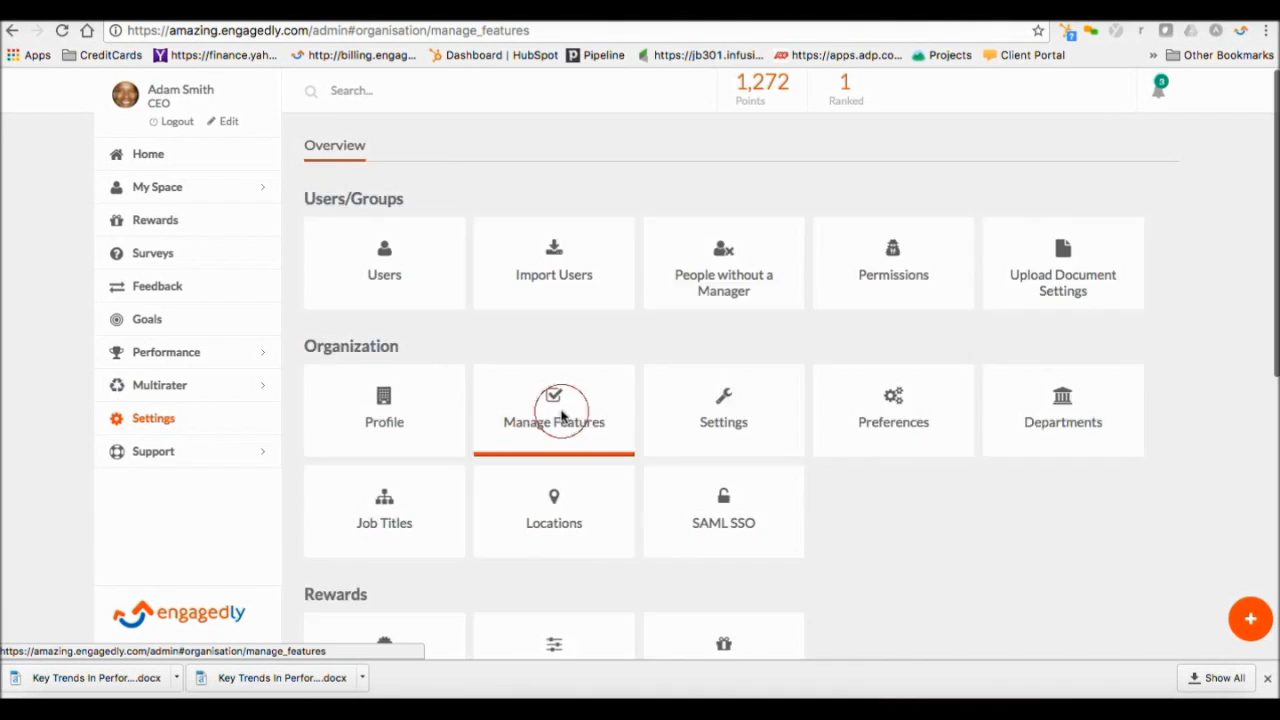 https://amazing.engagedly.com/admin#organisation/manage_features
Apps CreditCards https://finance.yah... http://billing.engag... Dashboard | HubSpot Pipeline https://jb301.infusi... https://apps.adp.co... Projects Client Portal » Other Bookmarks
Adam Smith
CEO
Logout Edit
Search...
1,272
Points
1
Ranked
3
Home
My Space
Rewards
Surveys
Feedback
Goals
Performance
Multirater
Settings
Support
engagedly
Overview
Users/Groups
Users
Import Users
People without a
Manager
Permissions
Upload Document
Settings
Organization
Profile
Manage Features
Settings
Preferences
Departments
Job Titles
Locations
SAML SSO
Rewards
+
https://amazing.engagedly.com/admin#organisation/manage_features
Key Trends In Perfor....docx
Key Trends In Perfor....docx
Show All